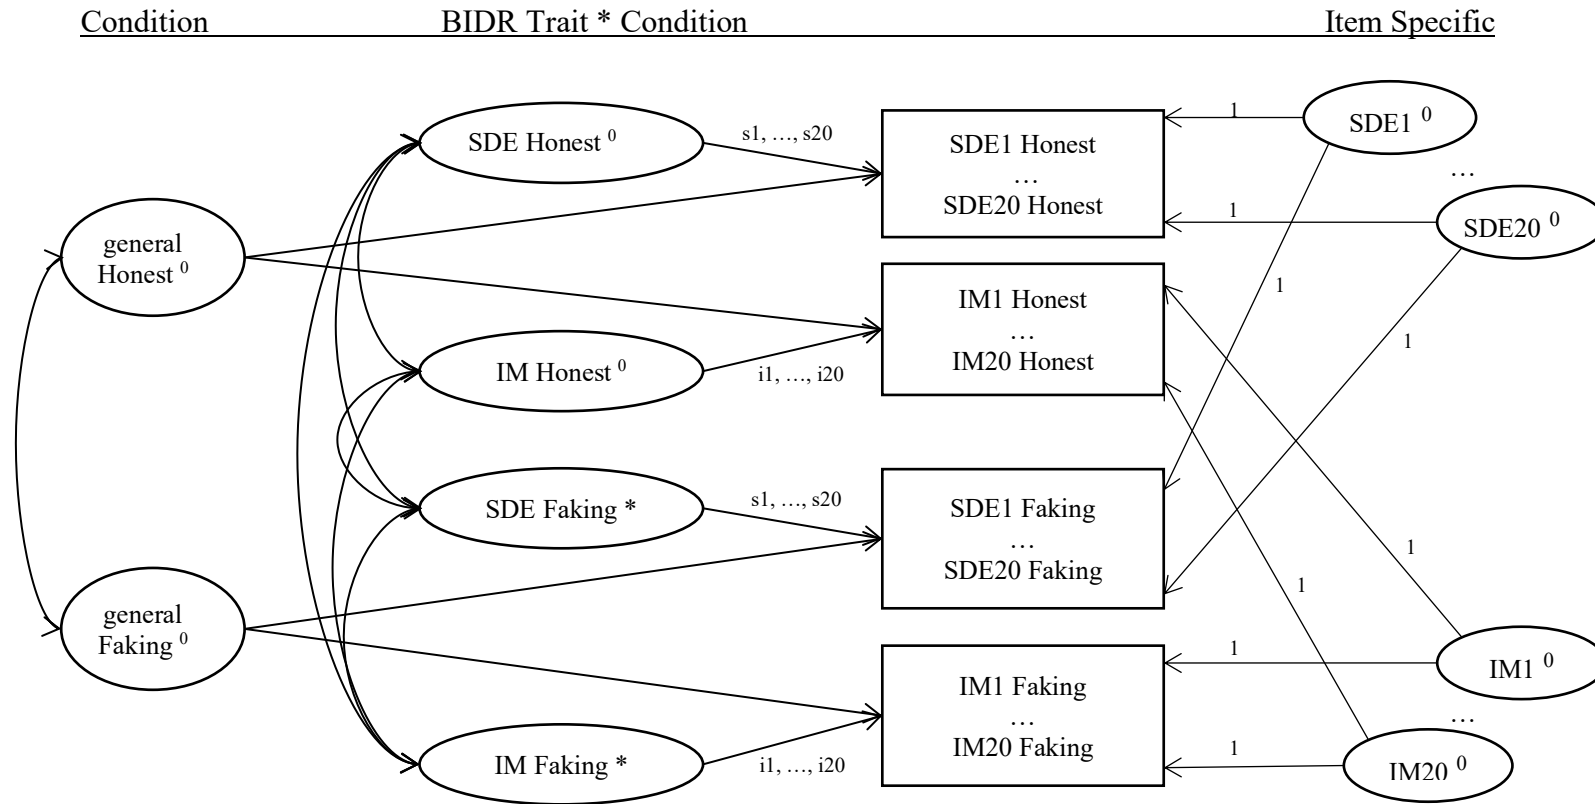 Condition BIDR Trait * Condition Item Specific
SDE Honest 0
s1, …, s20
SDE1 Honest
…
SDE20 Honest
1
SDE1 0
…
1
SDE20 0
general
Honest 0
IM1 Honest
…
IM20 Honest
1
1
IM Honest 0
i1, …, i20
SDE Faking *
s1, …, s20
SDE1 Faking
…
SDE20 Faking
1
1
general
Faking 0
IM1 Faking
…
IM20 Faking
1
IM1 0
…
IM Faking *
i1, …, i20
1
IM20 0